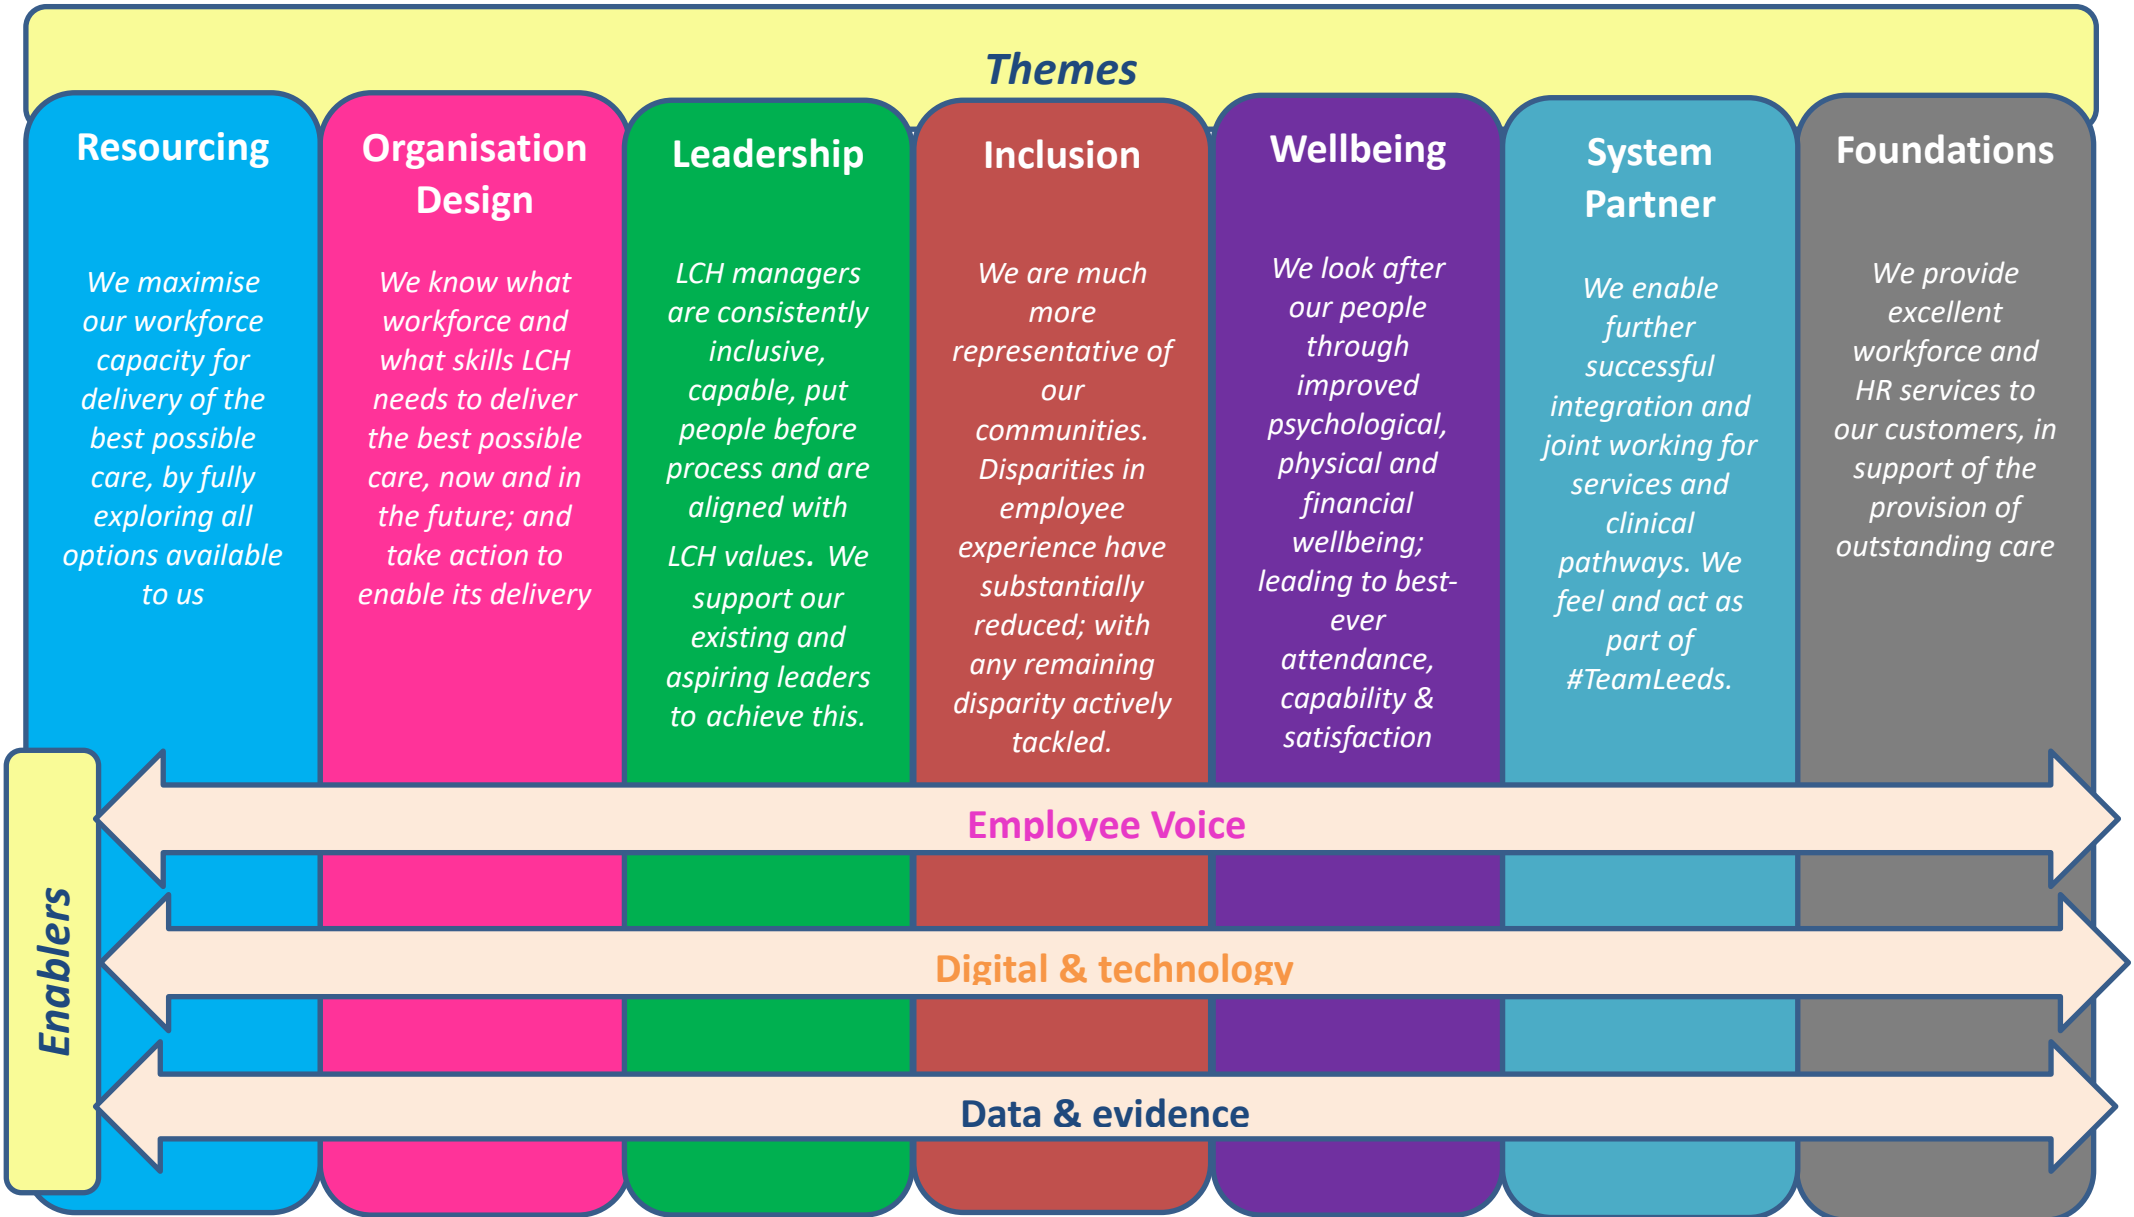 Themes
Resourcing
We maximise
our workforce
capacity for
delivery of the
best possible
care, by fully
exploring all
options available
to us
Organisation
Design
We know what
workforce and
what skills LCH
needs to deliver
the best possible
care, now and in
the future; and
take action to
enable its delivery
Leadership
LCH managers
are consistently
inclusive,
capable, put
people before
process and are
aligned with
LCH values. We
support our
existing and
aspiring leaders
to achieve this.
Inclusion
We are much
more
representative of
our
communities.
Disparities in
employee
experience have
substantially
reduced; with
any remaining
disparity actively
tackled.
Wellbeing
We look after
our people
through
improved
psychological,
physical and
financial
wellbeing;
leading to best-
ever
attendance,
capability &
satisfaction
System
Partner
We enable
further
successful
integration and
joint working for
services and
clinical
pathways. We
feel and act as
part of
#TeamLeeds.
Foundations
We provide
excellent
workforce and
HR services to
our customers, in
support of the
provision of
outstanding care
Enablers
Employee Voice
Digital & technology
Data & evidence